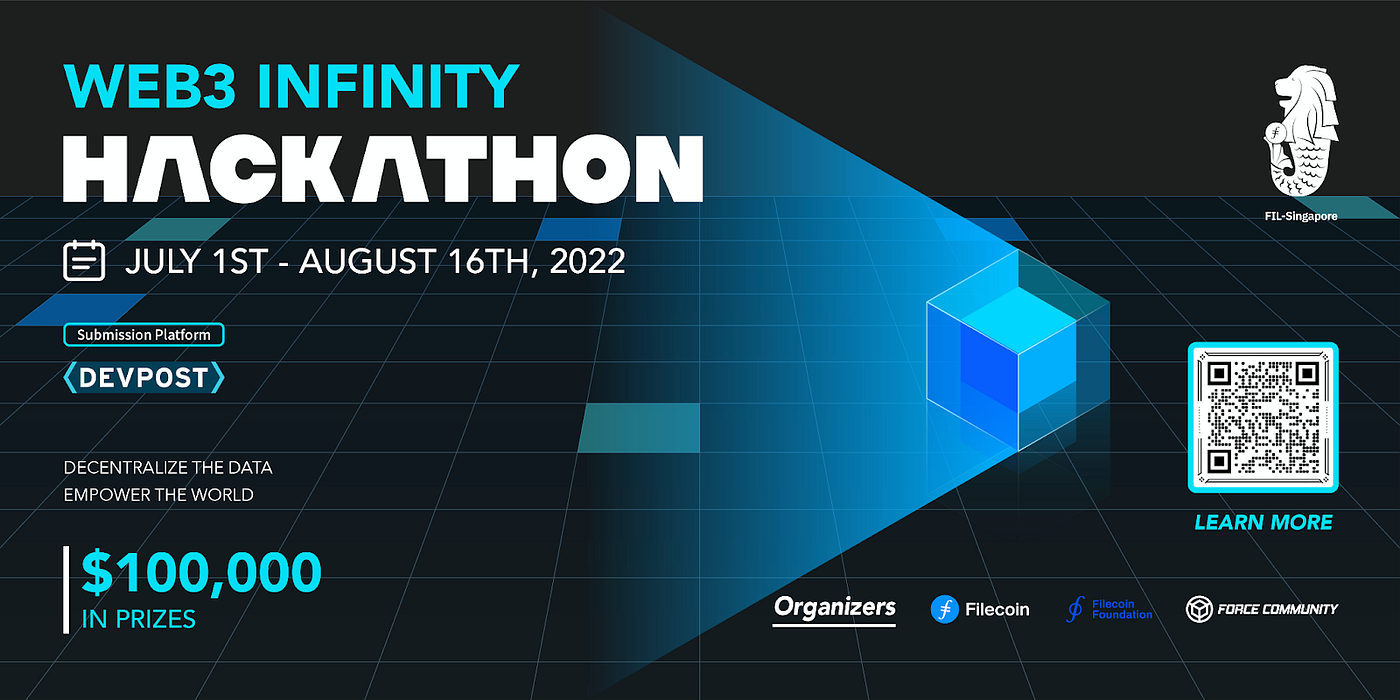 WEB3 INFINITY
HACKATHON
JULY 1ST - AUGUST 16TH, 2022
Submission Platform
DEVPOST
DECENTRALIZE THE DATA
EMPOWER THE WORLD
$100,000
IN PRIZES
FIL-Singapore
LEARN MORE
Organizers
Filecoin
Filecoin
Foundation
FORCE COMMUNITY